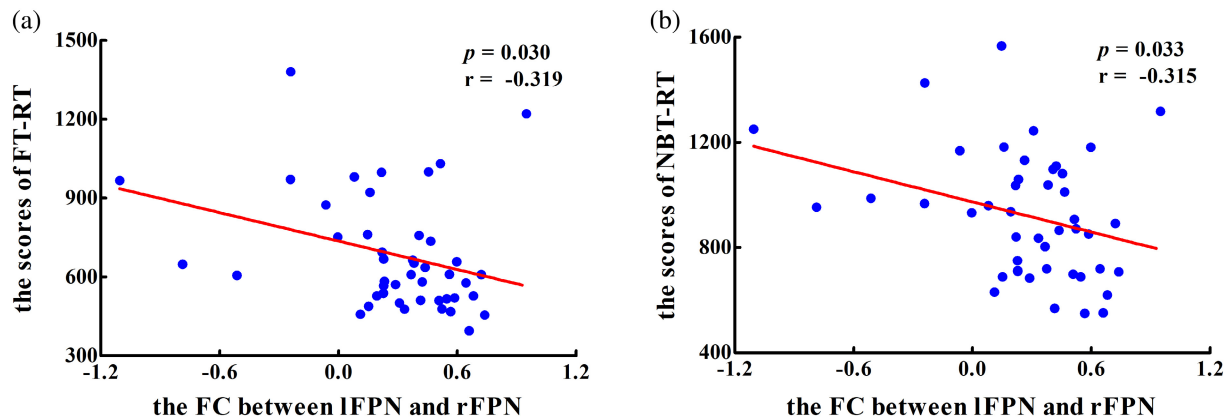 (a)
1500
1200
900
600
300
-1.2
-0.6
0.0
0.6
1.2
the scores of FT-RT
the FC between lFPN and rFPN
p = 0.030
r = -0.319
(b)
1600
1200
800
400
-1.2
-0.6
0.0
0.6
1.2
the scores of NBT-RT
the FC between lFPN and rFPN
p = 0.033
r = -0.315